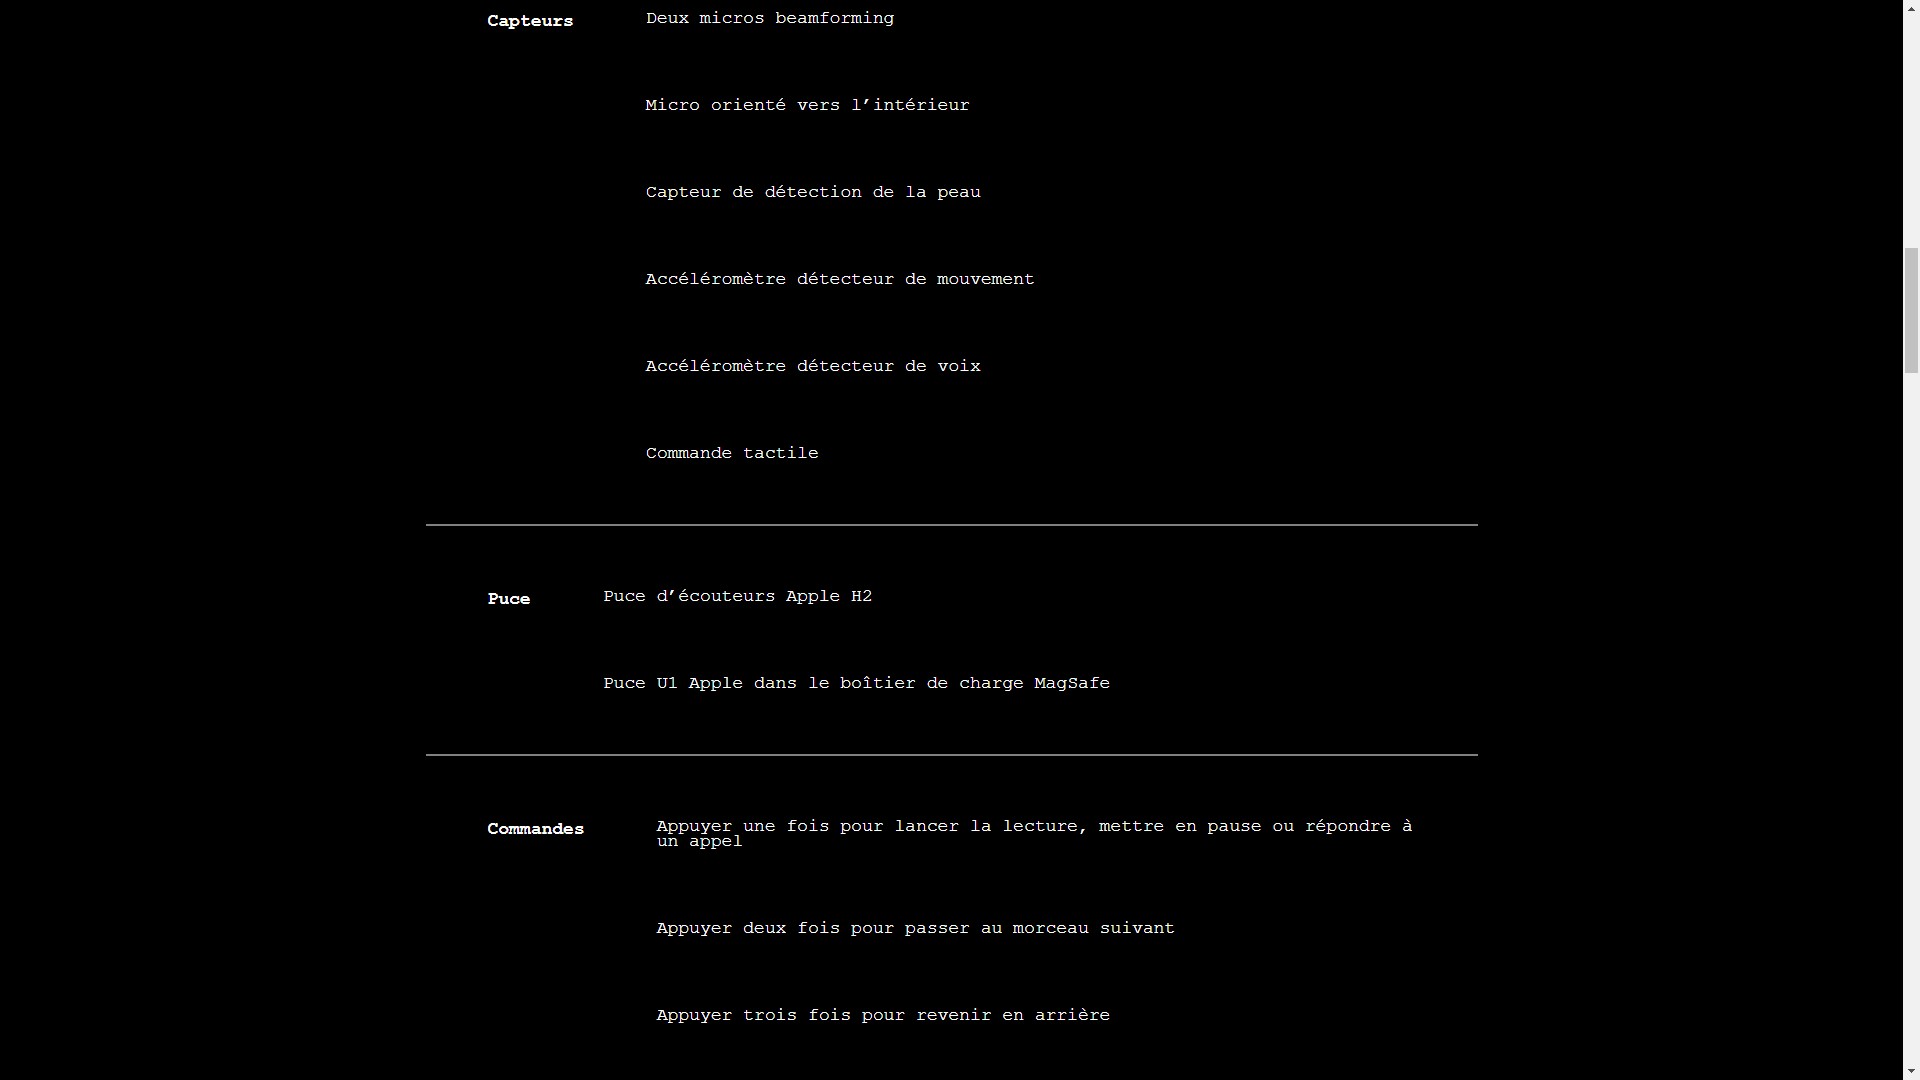 Capteurs Deux micros beamforming
Micro orienté vers l’intérieur
Capteur de détection de la peau
Accéléromètre détecteur de mouvement
Accéléromètre détecteur de voix
Commande tactile
Puce Puce d’écouteurs Apple H2
Puce U1 Apple dans le boîtier de charge MagSafe
Commandes Appuyer une fois pour lancer la lecture, mettre en pause ou répondre à
un appel
Appuyer deux fois pour passer au morceau suivant
Appuyer trois fois pour revenir en arrière